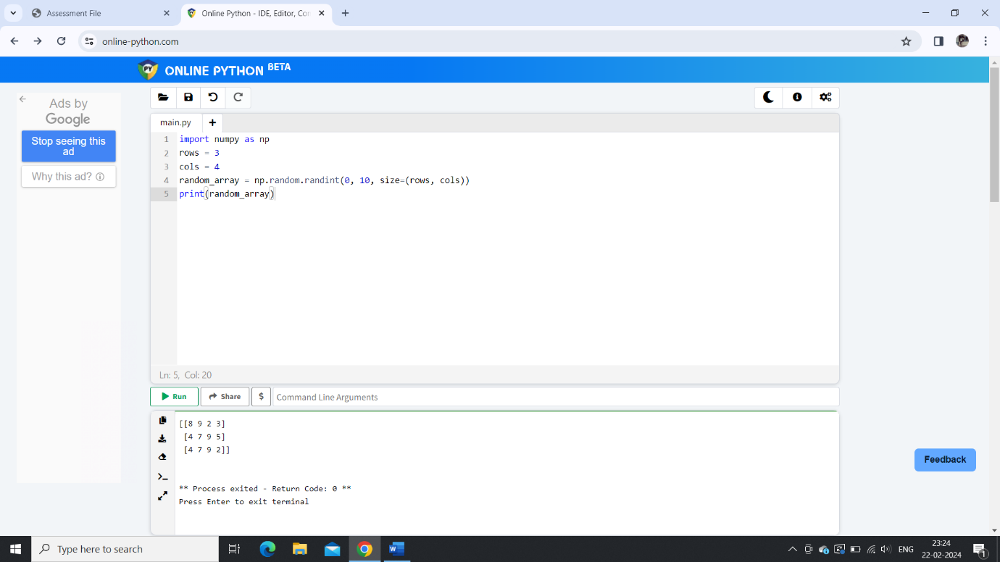 Assessment File
Online Python - IDE, Editor, Con
online-python.com
PY
ONLINE PYTHON BETA
Ads by
Google
Stop seeing this
ad
Why this ad?
main.py
1 import numpy as np
2 rows = 3
3 cols = 4
4 random_array = np.random.randint(0, 10, size=(rows, cols))
5 print(random_array)
Ln: 5, Col: 20
Run
Share
$
Command Line Arguments
[[8 9 2 3]
[4 7 9 5]
[4 7 9 2]]
** Process exited - Return Code: 0 **
Press Enter to exit terminal
Feedback
Type here to search
ENG
23:24
22-02-2024
1